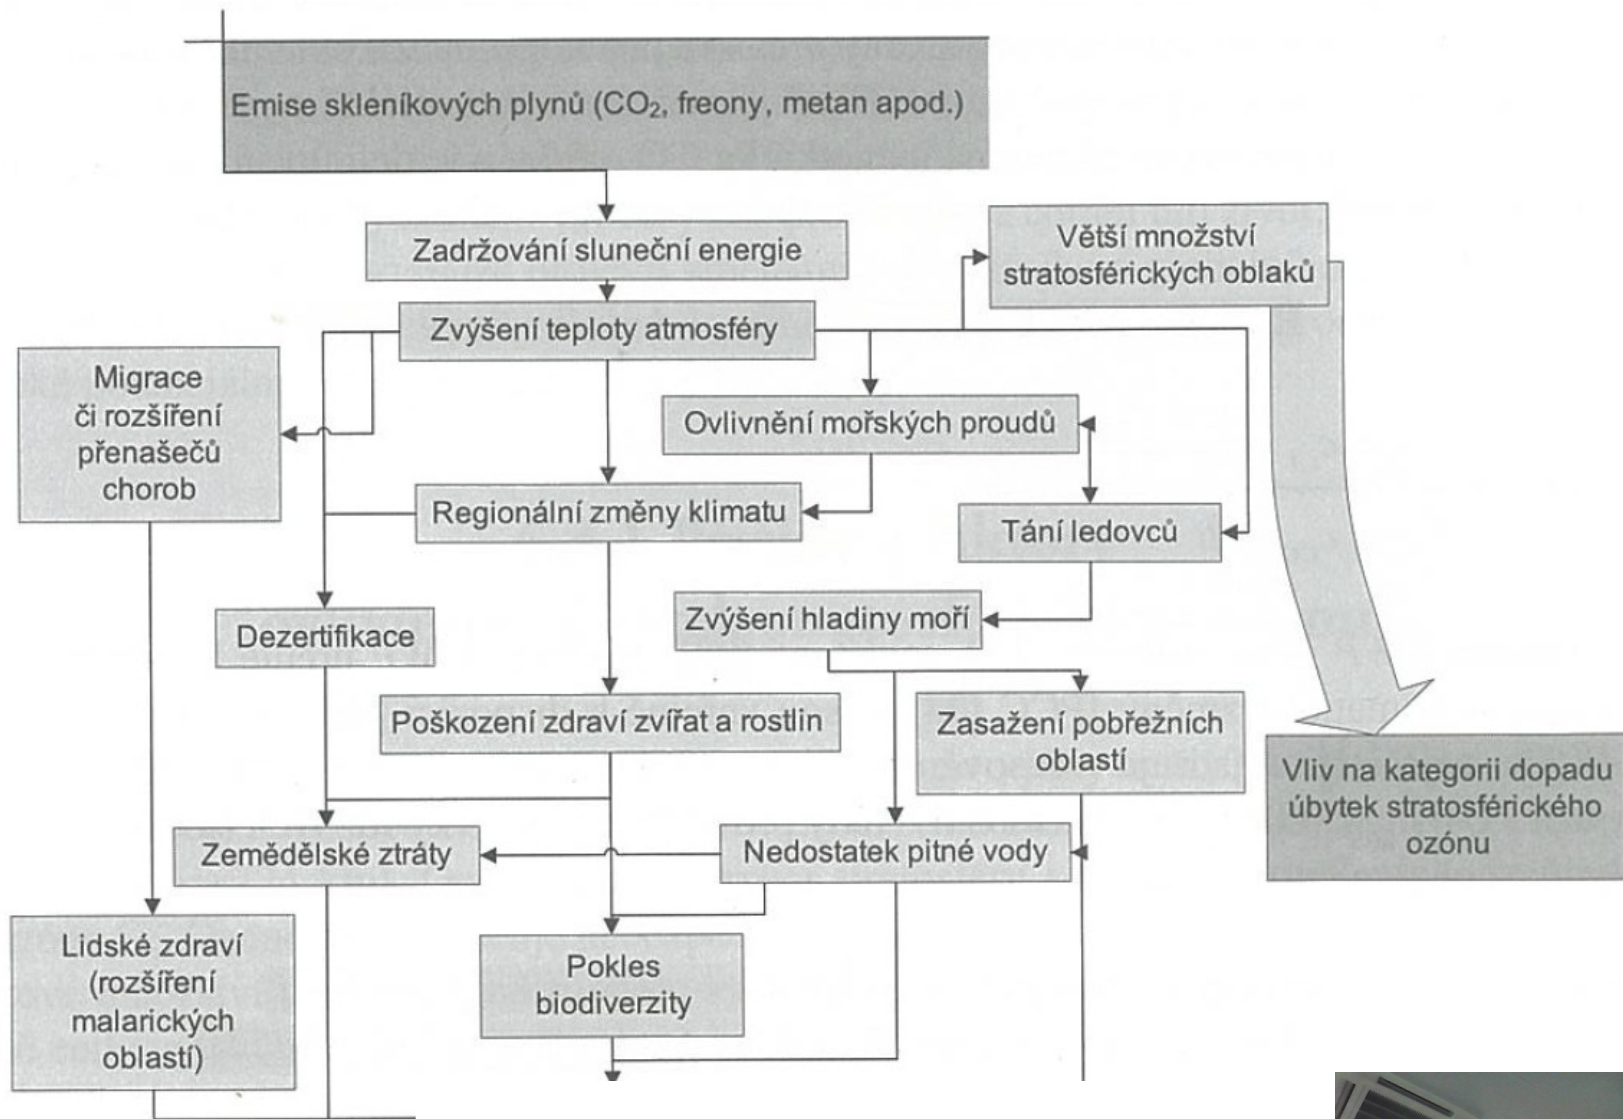 Emise skleníkových plynů (CO₂, freony, metan apod.)
Zadržování sluneční energie
Větší množství
stratosférických oblaků
Zvýšení teploty atmosféry
Migrace
či rozšíření
přenašečů
chorob
Ovlivnění mořských proudů
Regionální změny klimatu
Tání ledovců
Zvýšení hladiny moří
Dezertifikace
Poškození zdraví zvířat a rostlin
Zasažení pobřežních
oblastí
Vliv na kategorii dopadu
úbytek stratosférického
ozónu
Zemědělské ztráty
Nedostatek pitné vody
Lidské zdraví
(rozšíření
malarických
oblastí)
Pokles
biodiverzity